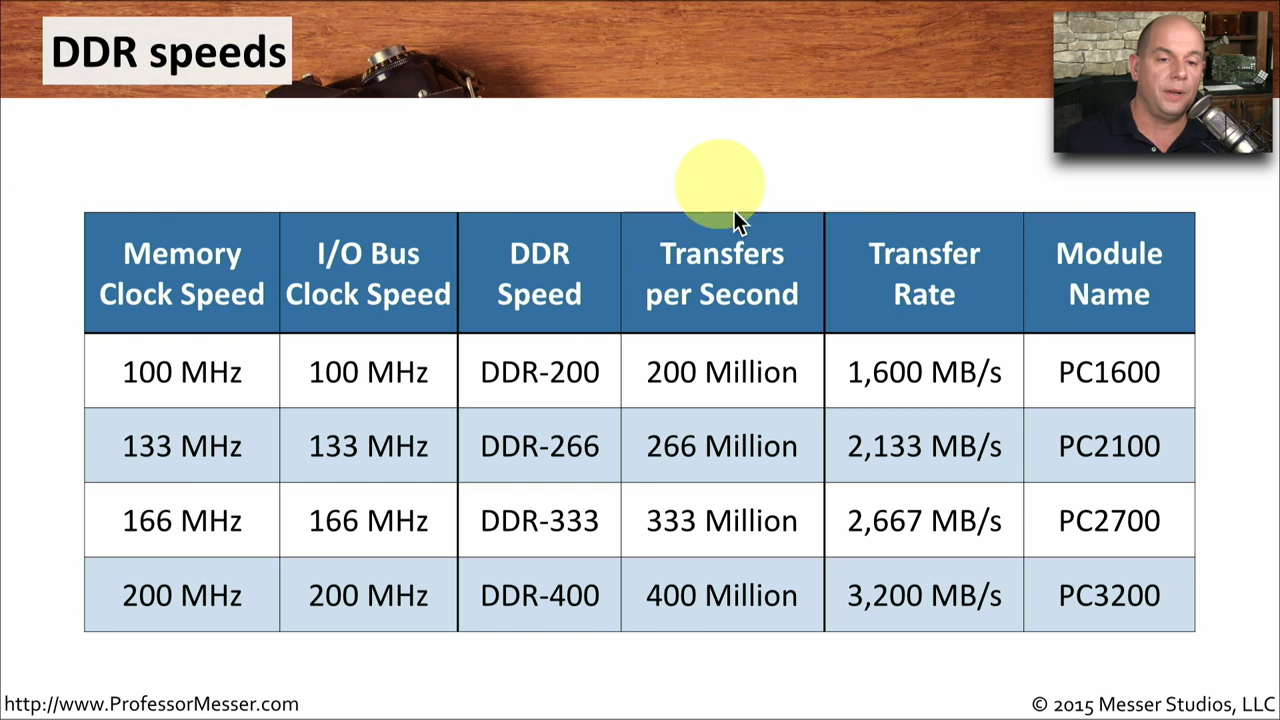 DDR speeds
Memory Clock Speed I/O Bus Clock Speed DDR Speed Transfers per Second Transfer Rate Module Name
100 MHz 100 MHz DDR-200 200 Million 1,600 MB/s PC1600
133 MHz 133 MHz DDR-266 266 Million 2,133 MB/s PC2100
166 MHz 166 MHz DDR-333 333 Million 2,667 MB/s PC2700
200 MHz 200 MHz DDR-400 400 Million 3,200 MB/s PC3200
http://www.ProfessorMesser.com © 2015 Messer Studios, LLC